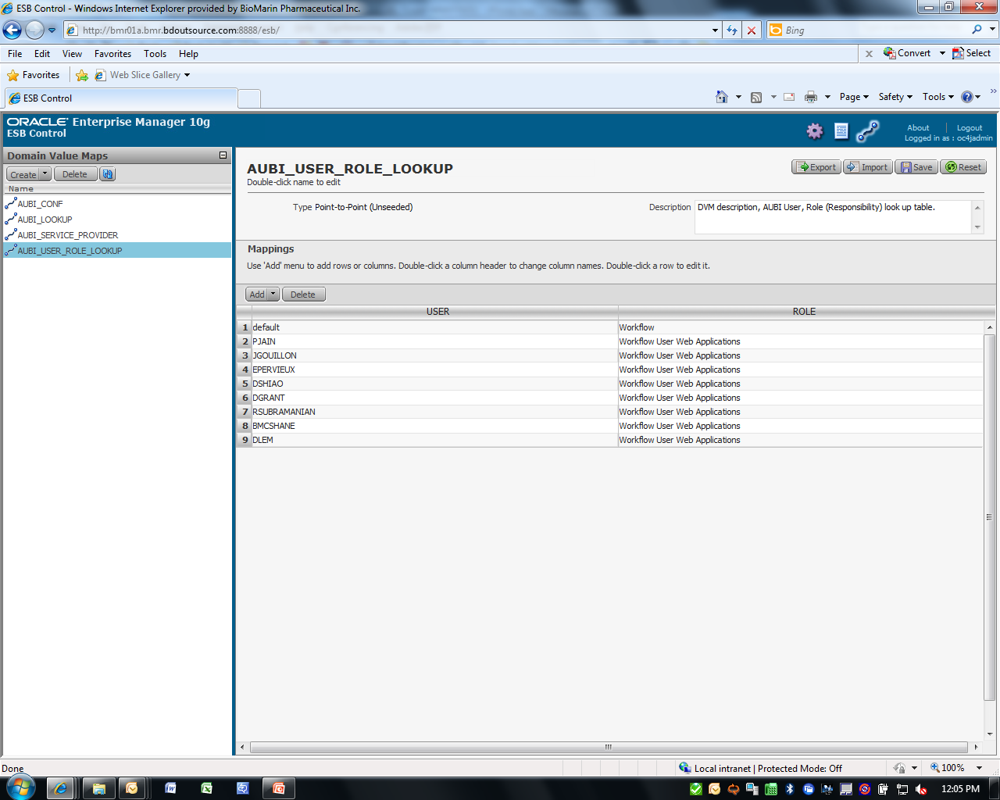 ESB Control - Windows Internet Explorer provided by BioMarin Pharmaceutical Inc.
http://bmr01a.bmr.bdoutsource.com:8888/esb/
Bing
File Edit View Favorites Tools Help
x Convert Select
Favorites Web Slice Gallery
ESB Control
Page Safety Tools
ORACLE Enterprise Manager 10g
ESB Control
About Logout
Logged in as : oc4jadmin
Domain Value Maps
Create Delete
Name
AUBI_CONF
AUBI_LOOKUP
AUBI_SERVICE_PROVIDER
AUBI_USER_ROLE_LOOKUP
AUBI_USER_ROLE_LOOKUP
Double-click name to edit
Export Import Save Reset
Type Point-to-Point (Unseeded)
Description DVM description, AUBI User, Role (Responsibility) look up table.
Mappings
Use 'Add' menu to add rows or columns. Double-click a column header to change column names. Double-click a row to edit it.
Add Delete
USER ROLE
1 default Workflow
2 PJAIN Workflow User Web Applications
3 JGOUILLON Workflow User Web Applications
4 EPERVIEUX Workflow User Web Applications
5 DSHIAO Workflow User Web Applications
6 DGRANT Workflow User Web Applications
7 RSUBRAMANIAN Workflow User Web Applications
8 BMCSHANE Workflow User Web Applications
9 DLEM Workflow User Web Applications
Done
Local intranet | Protected Mode: Off
100%
12:05 PM